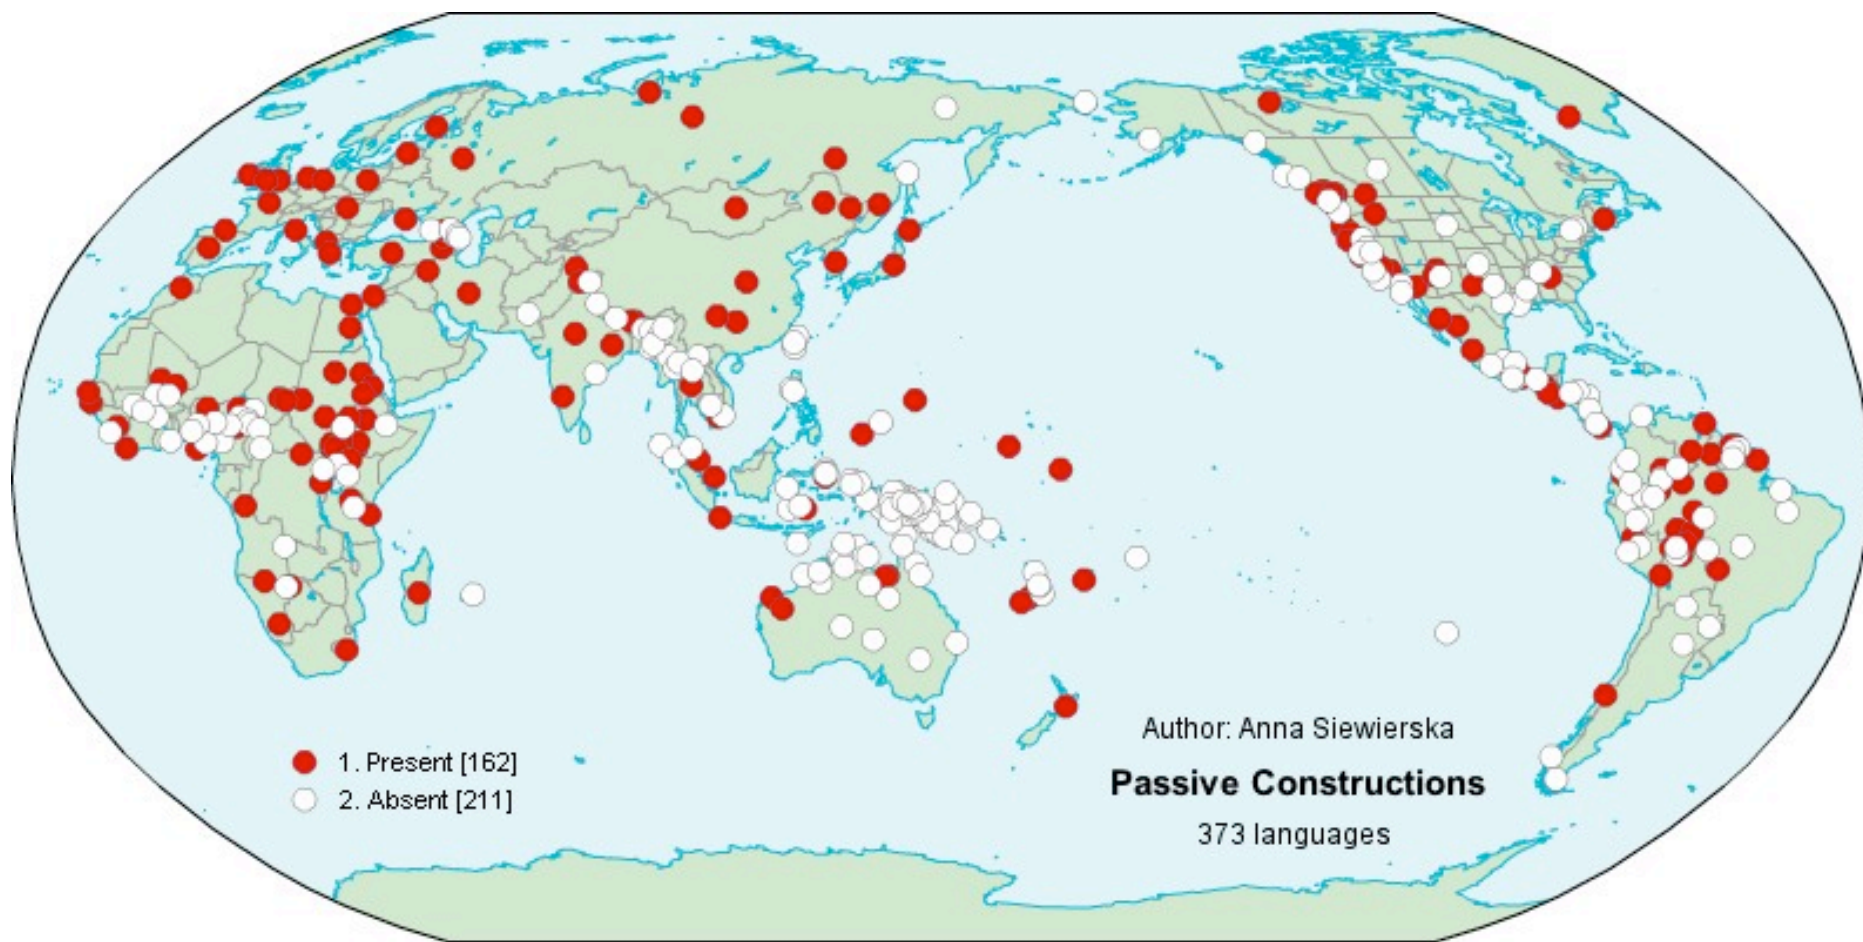 Author: Anna Siewierska
1. Present [162]
Passive Constructions
2. Absent [211]
373 languages